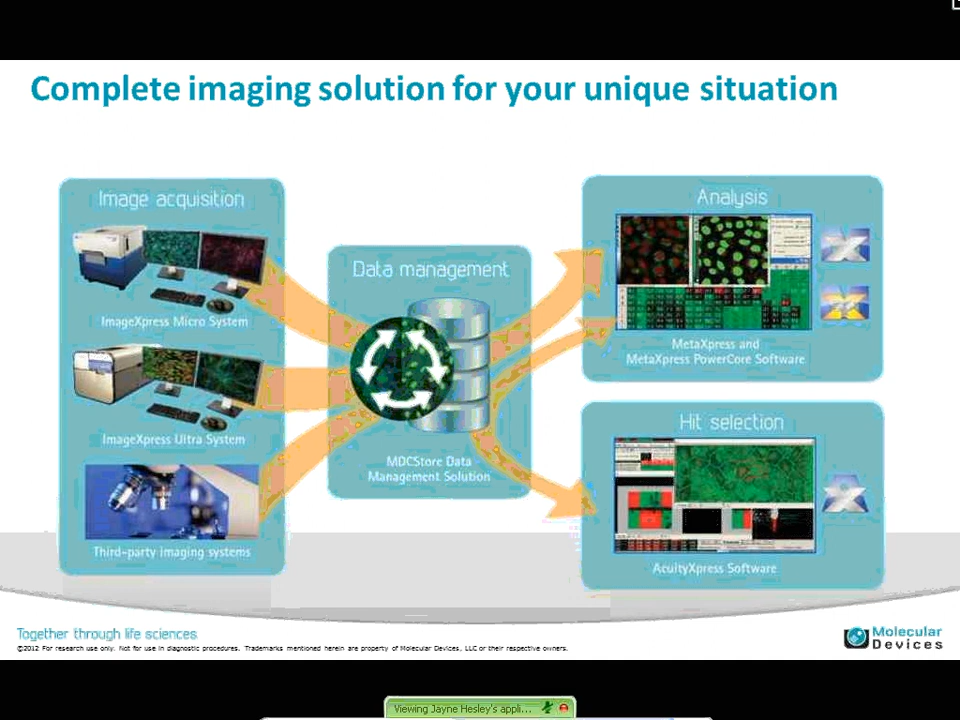 Complete imaging solution for your unique situation
Image acquisition
ImageXpress Micro System
ImageXpress Ultra System
Third-party imaging systems
Data management
MDCStore Data
Management Solution
Analysis
MetaXpress and
MetaXpress PowerCore Software
Hit selection
AcuityXpress Software
Together through life sciences.
©2012 For research use only. Not for use in diagnostic procedures. Trademarks mentioned herein are property of Molecular Devices, LLC or their respective owners.
Molecular
Devices
Viewing Jayne Hesley's appli...